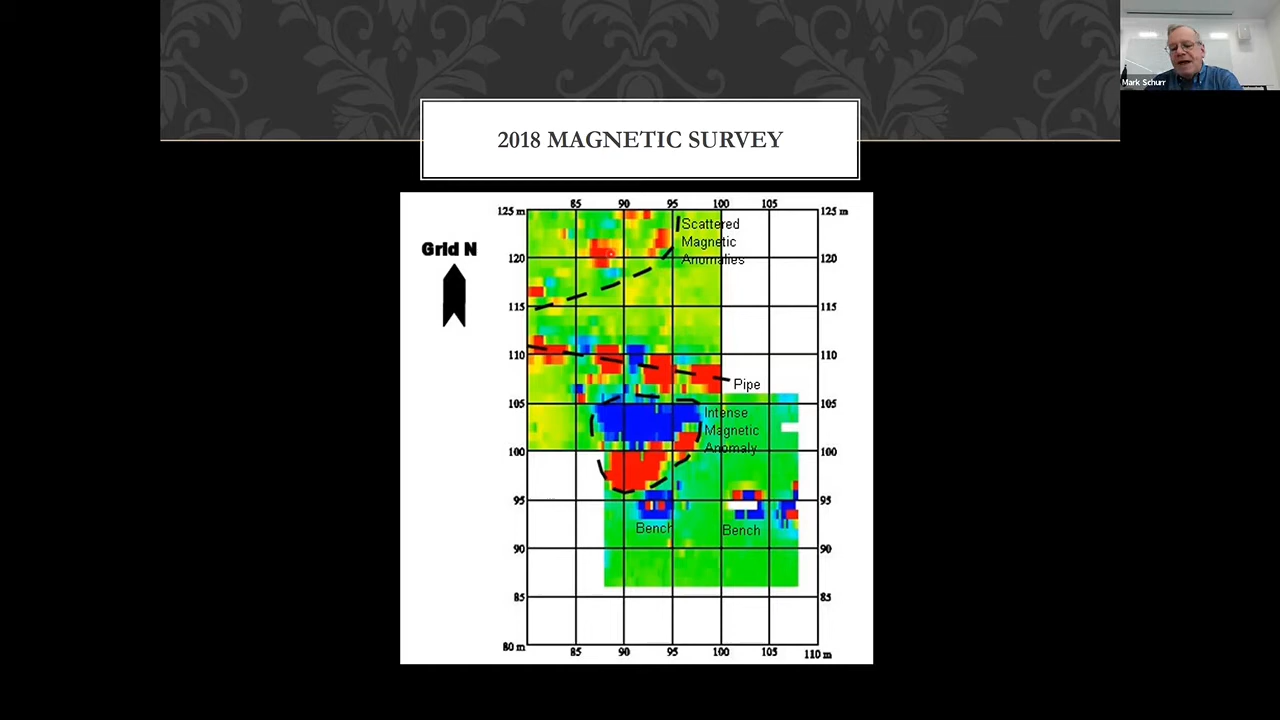 Mark Schurr
2018 MAGNETIC SURVEY
85 90 95 100 105
125 m 125 m
Scattered
Magnetic
Anomalies
Grid N
120 120
115 115
110 110
Pipe
105 105
Intense
Magnetic
Anomaly
100 100
95 95
Bench Bench
90 90
85 85
80 m
85 90 95 100 105 110 m